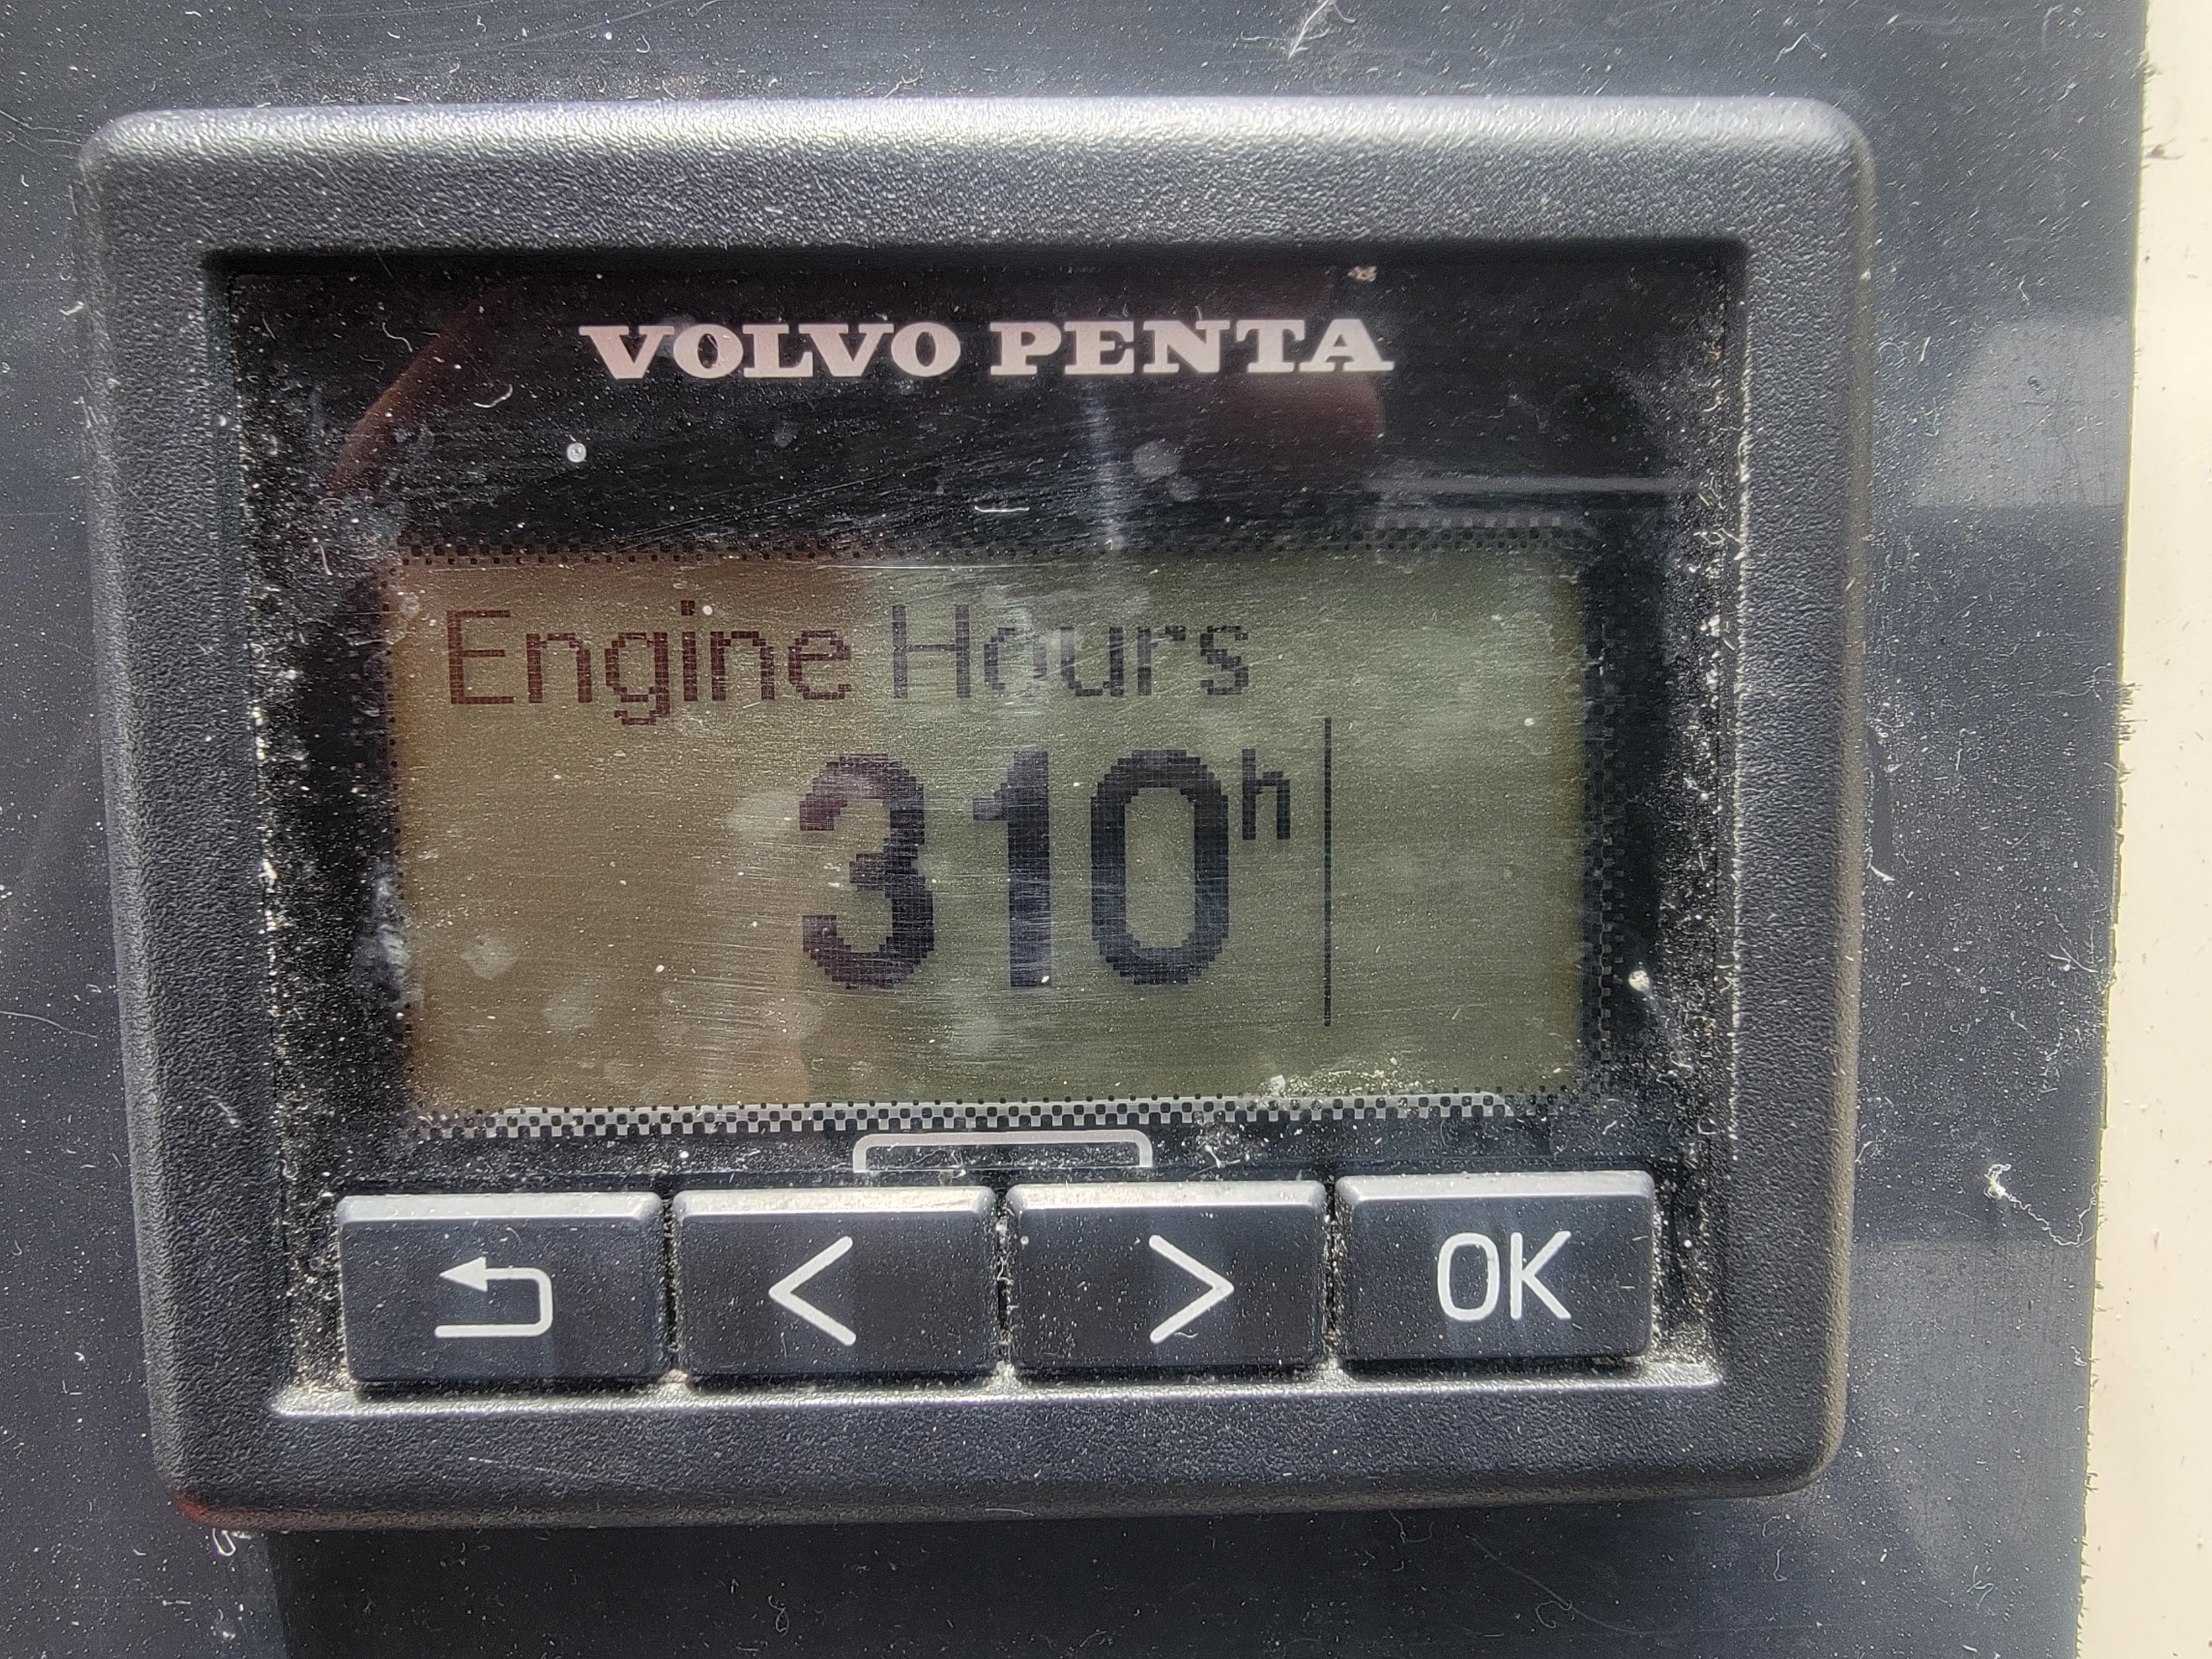 VOLVO PENTA
Engine Hours
310h
< > OK